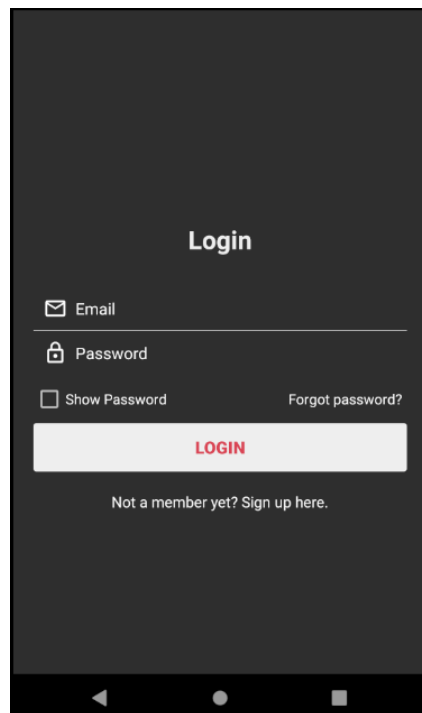 Login
Email
Password
Show Password Forgot password?
LOGIN
Not a member yet? Sign up here.